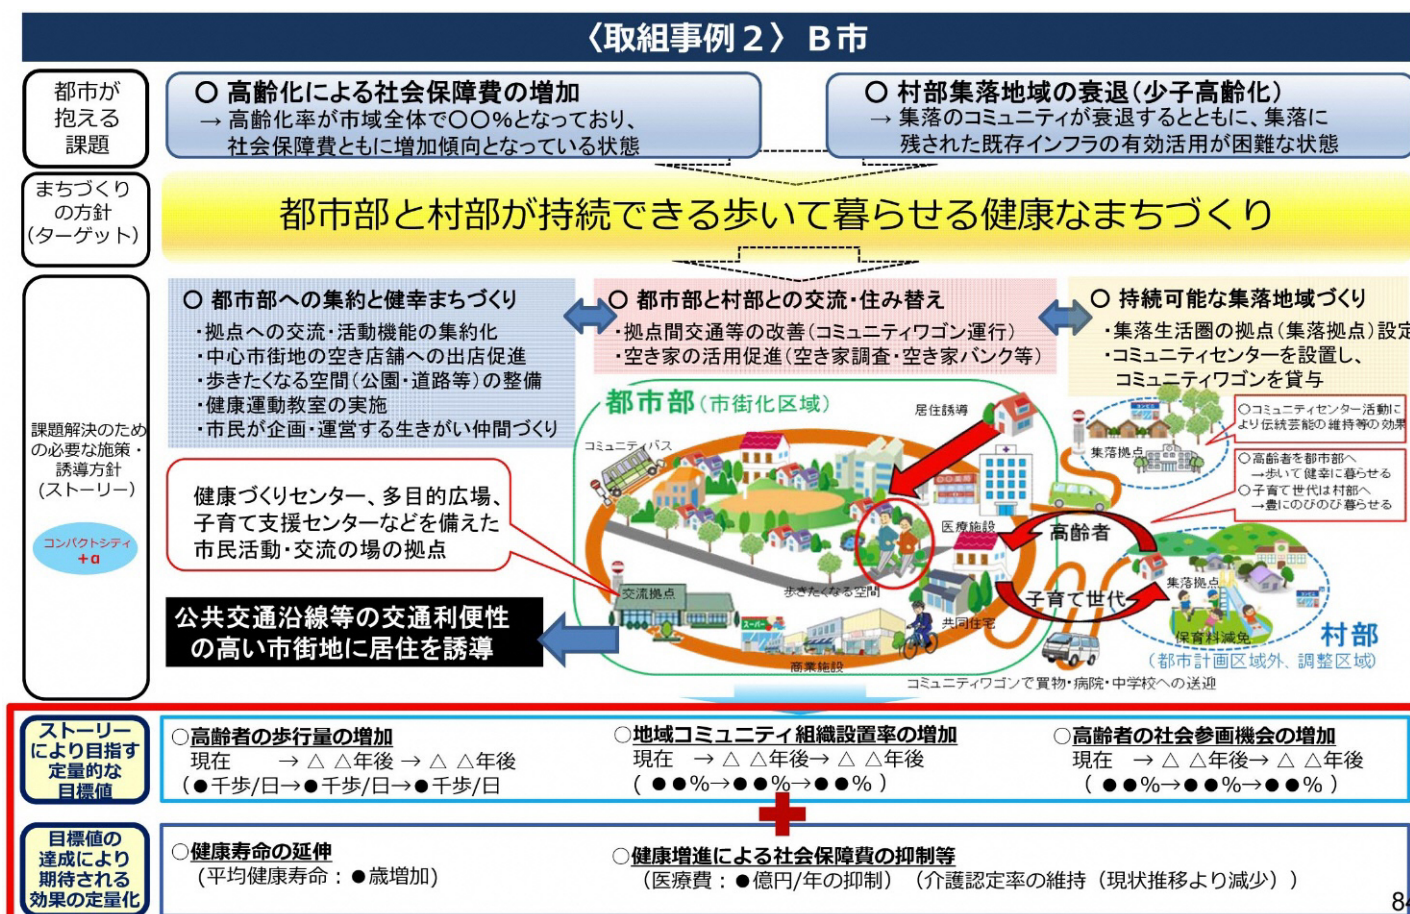 〈取組事例２〉Ｂ市
都市が
抱える
課題
○ 高齢化による社会保障費の増加
→ 高齢化率が市域全体で〇〇%となっており、
社会保障費ともに増加傾向となっている状態
○ 村部集落地域の衰退(少子高齢化)
→ 集落のコミュニティが衰退するとともに、集落に
残された既存インフラの有効活用が困難な状態
まちづくり
の方針
(ターゲット)
都市部と村部が持続できる歩いて暮らせる健康なまちづくり
課題解決のため
の必要な施策・
誘導方針
(ストーリー)
コンパクトシティ
+α
○ 都市部への集約と健幸まちづくり
・拠点への交流・活動機能の集約化
・中心市街地の空き店舗への出店促進
・歩きたくなる空間(公園・道路等)の整備
・健康運動教室の実施
・市民が企画・運営する生きがい仲間づくり
○ 都市部と村部との交流・住み替え
・拠点間交通等の改善(コミュニティワゴン運行)
・空き家の活用促進(空き家調査・空き家バンク等)
○ 持続可能な集落地域づくり
・集落生活圏の拠点(集落拠点)設定
・コミュニティセンターを設置し、
コミュニティワゴンを貸与
健康づくりセンター、多目的広場、
子育て支援センターなどを備えた
市民活動・交流の場の拠点
公共交通沿線等の交通利便性
の高い市街地に居住を誘導
都市部(市街化区域)
居住誘導
コミュニティバス
医療施設
歩きたくなる空間
交流拠点
スーパー
商業施設
共同住宅
高齢者
子育て世代
コミュニティワゴンで買物・病院・中学校への送迎
集落拠点
○コミュニティセンター活動に
より伝統芸能の維持等の効果
○高齢者を都市部へ
→歩いて健幸に暮らせる
○子育て世代は村部へ
→豊にのびのび暮らせる
集落拠点
保育料減免
村部
(都市計画区域外、調整区域)
ストーリー
により目指す
定量的な
目標値
○高齢者の歩行量の増加
現在　→ △ △年後 → △ △年後
(●千歩/日→●千歩/日→●千歩/日
○地域コミュニティ組織設置率の増加
現在　→ △ △年後→ △ △年後
( ●●%→●●%→●●% )
○高齢者の社会参画機会の増加
現在　→ △ △年後→ △ △年後
( ●●%→●●%→●●% )
目標値の
達成により
期待される
効果の定量化
○健康寿命の延伸
(平均健康寿命：●歳増加)
○健康増進による社会保障費の抑制等
(医療費：●億円/年の抑制) (介護認定率の維持(現状推移より減少))